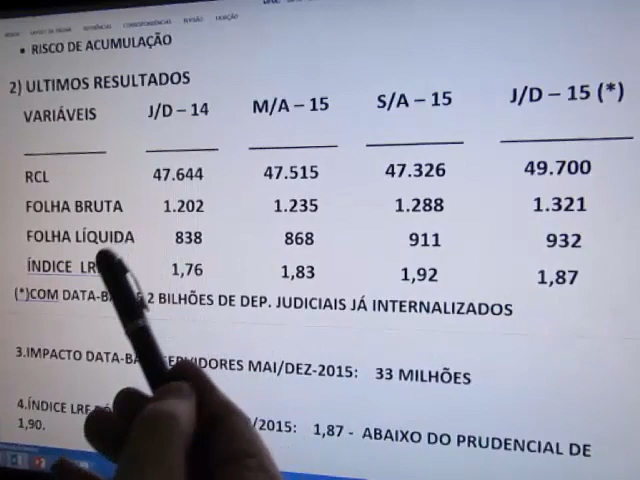 • RISCO DE ACUMULAÇÃO
2) ULTIMOS RESULTADOS
VARIÁVEIS J/D – 14 M/A – 15 S/A – 15 J/D – 15 (*)
RCL 47.644 47.515 47.326 49.700
FOLHA BRUTA 1.202 1.235 1.288 1.321
FOLHA LÍQUIDA 838 868 911 932
ÍNDICE LRF 1,76 1,83 1,92 1,87
(*)COM DATA-BA 2 BILHÕES DE DEP. JUDICIAIS JÁ INTERNALIZADOS
3.IMPACTO DATA-BA SERVIDORES MAI/DEZ-2015: 33 MILHÕES
4.ÍNDICE LRF /2015: 1,87 - ABAIXO DO PRUDENCIAL DE
1,90.